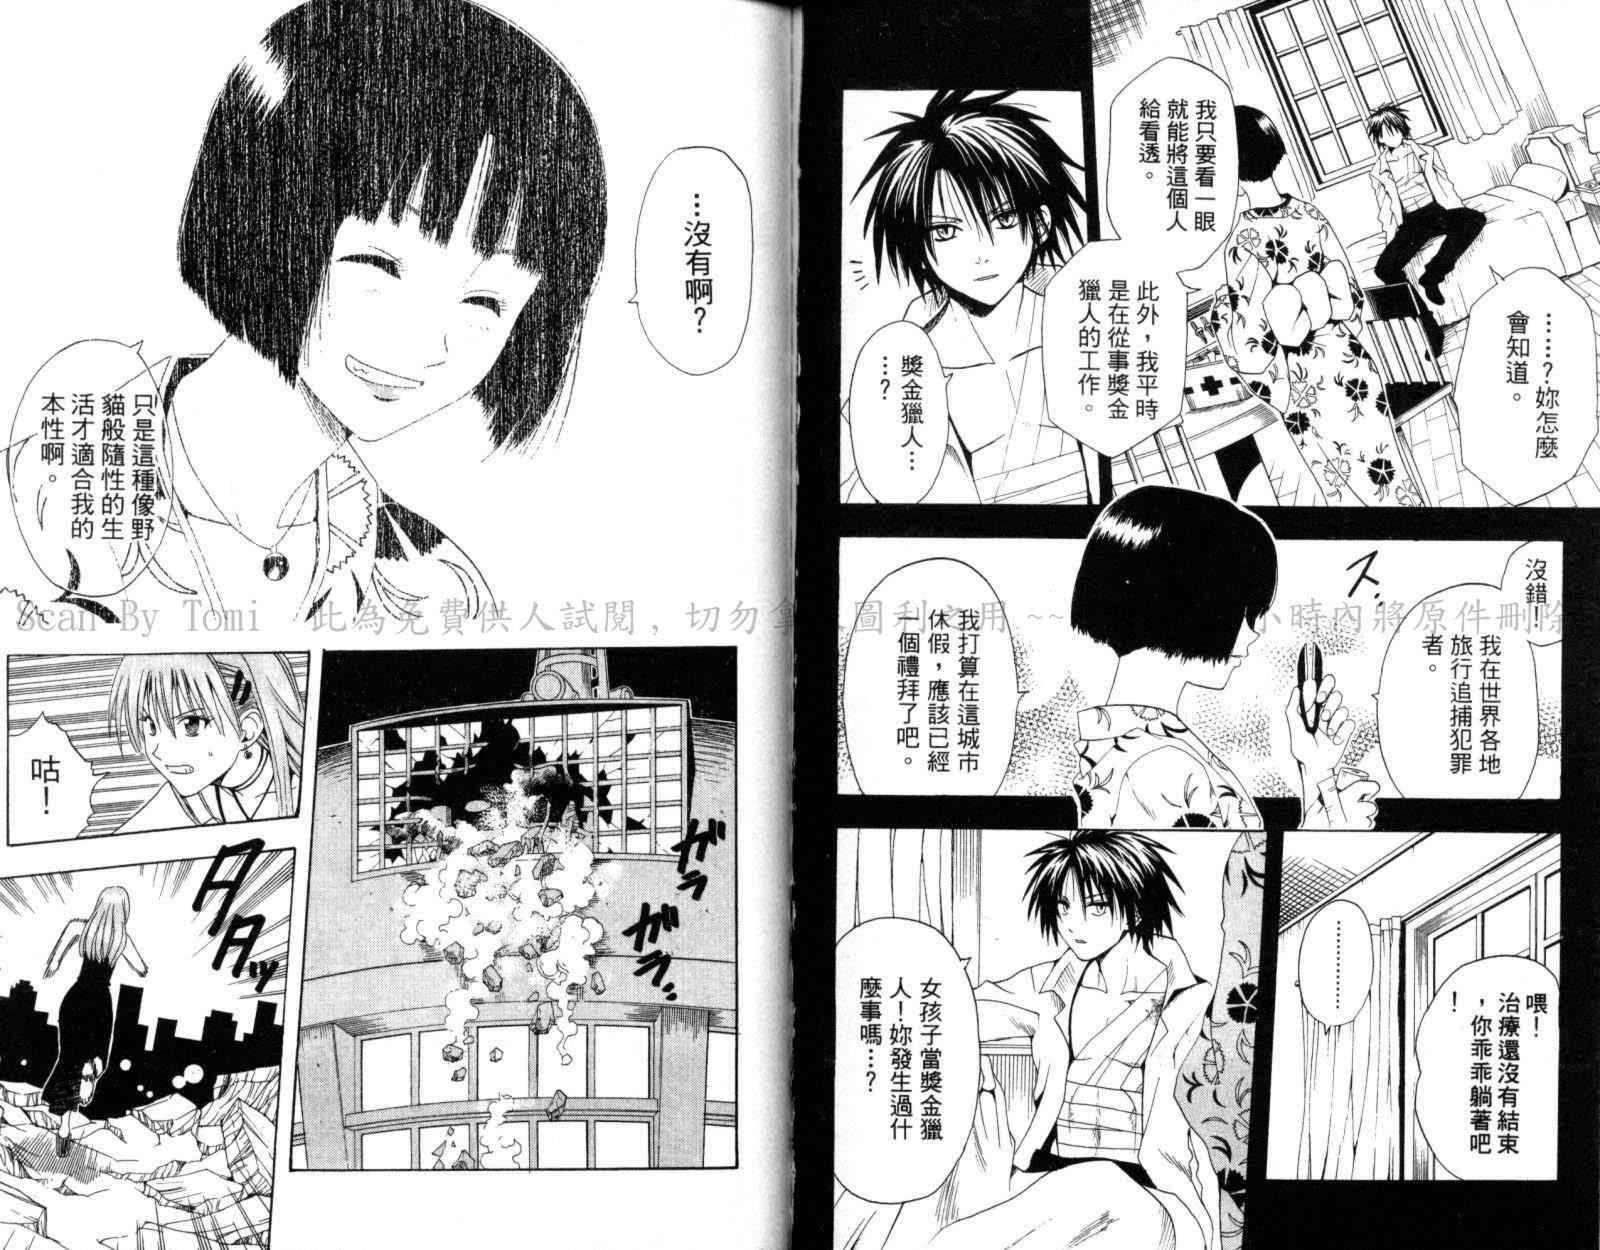 ……？妳怎麼
會知道。
我只要看一眼
就能將這個人
給看透。
此外，我平時
是在從事獎金
獵人的工作。
獎金獵人…
…？
沒錯！
我在世界各地
旅行追捕犯罪
者。
ス
我打算在這城市
休假，應該已經
一個禮拜了吧。
喂！
治療還沒有結束
，你乖乖躺著吧
！
…………
女孩子當獎金獵
人！妳發生過什
麼事嗎…？
…沒有啊？
只是這種像野
貓般隨性的生
活才適合我的
本性啊。
ガラ
ガラ
咕！
タタタッ
Scan By Tomi 此為免費供人試閱，切勿拿
圖利之用 ~~
小時內將原件刪除